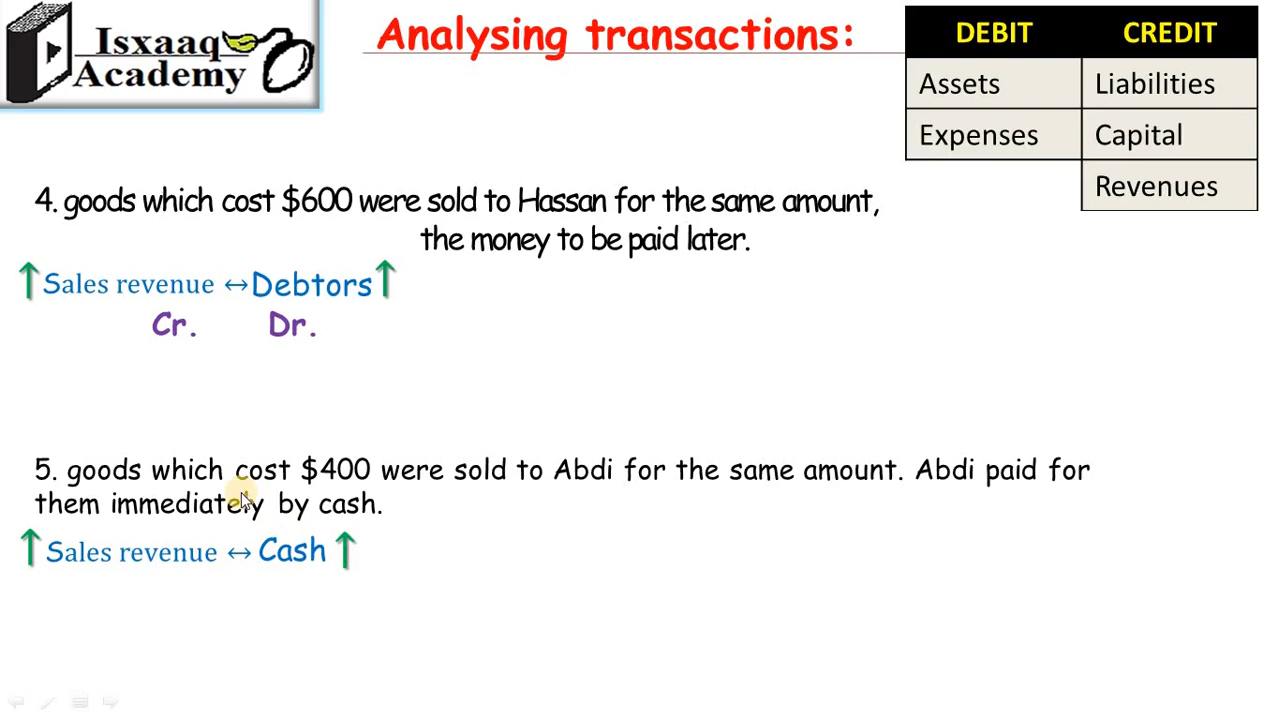 Isxaaq
Academy
Analysing transactions:
DEBIT CREDIT
Assets Liabilities
Expenses Capital
Revenues
4. goods which cost $600 were sold to Hassan for the same amount,
the money to be paid later.
↑Sales revenue ↔Debtors↑
Cr. Dr.
5. goods which cost $400 were sold to Abdi for the same amount. Abdi paid for
them immediately by cash.
↑Sales revenue ↔ Cash↑